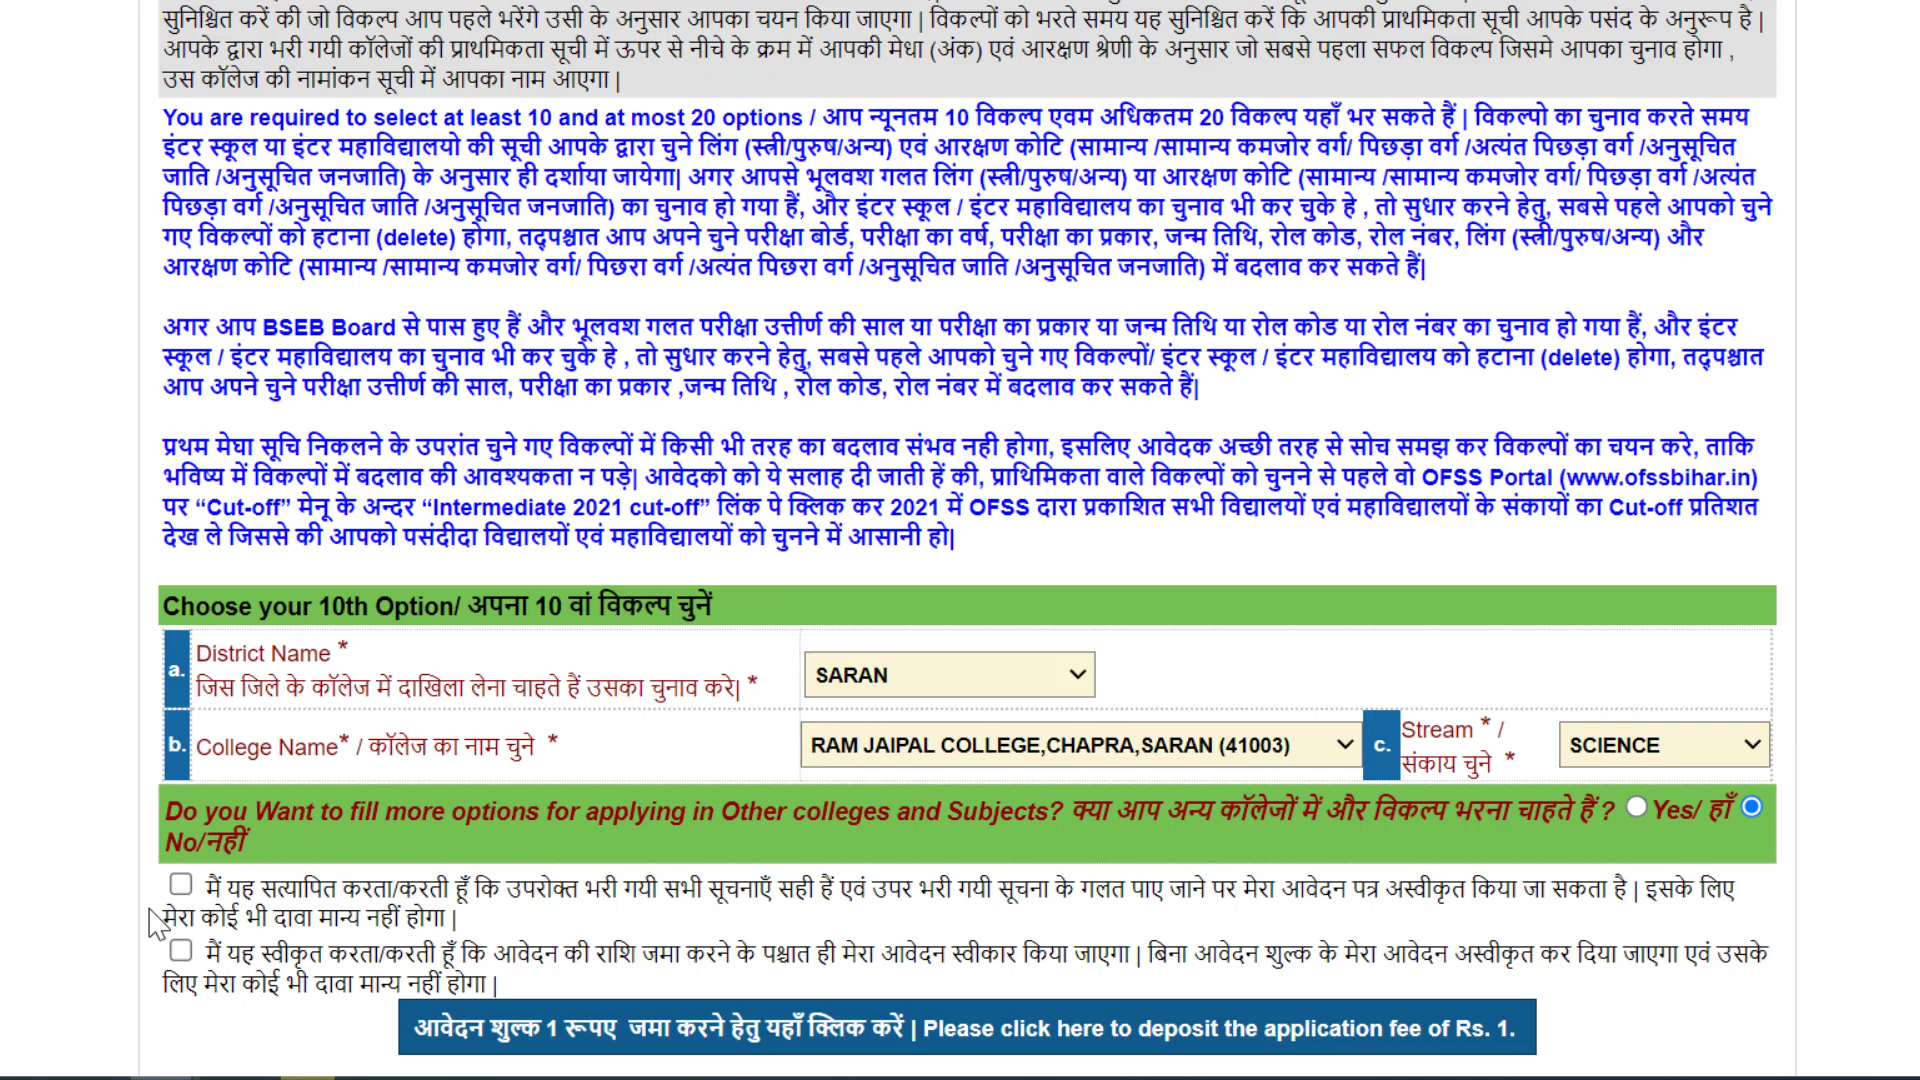 सुनिश्चित करें की जो विकल्प आप पहले भरेंगे उसी के अनुसार आपका चयन किया जाएगा | विकल्पों को भरते समय यह सुनिश्चित करें कि आपकी प्राथमिकता सूची आपके पसंद के अनुरूप है |
आपके द्वारा भरी गयी कॉलेजों की प्राथमिकता सूची में ऊपर से नीचे के क्रम में आपकी मेधा (अंक) एवं आरक्षण श्रेणी के अनुसार जो सबसे पहला सफल विकल्प जिसमे आपका चुनाव होगा ,
उस कॉलेज की नामांकन सूची में आपका नाम आएगा |
You are required to select at least 10 and at most 20 options / आप न्यूनतम 10 विकल्प एवम अधिकतम 20 विकल्प यहाँ भर सकते हैं | विकल्पो का चुनाव करते समय
इंटर स्कूल या इंटर महाविद्यालयो की सूची आपके द्वारा चुने लिंग (स्त्री/पुरुष/अन्य) एवं आरक्षण कोटि (सामान्य /सामान्य कमजोर वर्ग/ पिछड़ा वर्ग /अत्यंत पिछड़ा वर्ग /अनुसूचित
जाति /अनुसूचित जनजाति) के अनुसार ही दर्शाया जायेगा| अगर आपसे भूलवश गलत लिंग (स्त्री/पुरुष/अन्य) या आरक्षण कोटि (सामान्य /सामान्य कमजोर वर्ग/ पिछड़ा वर्ग /अत्यंत
पिछड़ा वर्ग /अनुसूचित जाति /अनुसूचित जनजाति) का चुनाव हो गया हैं, और इंटर स्कूल / इंटर महाविद्यालय का चुनाव भी कर चुके हे , तो सुधार करने हेतु, सबसे पहले आपको चुने
गए विकल्पों को हटाना (delete) होगा, तद्पश्चात आप अपने चुने परीक्षा बोर्ड, परीक्षा का वर्ष, परीक्षा का प्रकार, जन्म तिथि, रोल कोड, रोल नंबर, लिंग (स्त्री/पुरुष/अन्य) और
आरक्षण कोटि (सामान्य /सामान्य कमजोर वर्ग/ पिछरा वर्ग /अत्यंत पिछरा वर्ग /अनुसूचित जाति /अनुसूचित जनजाति) में बदलाव कर सकते हैं|
अगर आप BSEB Board से पास हुए हैं और भूलवश गलत परीक्षा उत्तीर्ण की साल या परीक्षा का प्रकार या जन्म तिथि या रोल कोड या रोल नंबर का चुनाव हो गया हैं, और इंटर
स्कूल / इंटर महाविद्यालय का चुनाव भी कर चुके हे , तो सुधार करने हेतु, सबसे पहले आपको चुने गए विकल्पों/ इंटर स्कूल / इंटर महाविद्यालय को हटाना (delete) होगा, तद्पश्चात
आप अपने चुने परीक्षा उत्तीर्ण की साल, परीक्षा का प्रकार ,जन्म तिथि , रोल कोड, रोल नंबर में बदलाव कर सकते हैं|
प्रथम मेघा सूचि निकलने के उपरांत चुने गए विकल्पों में किसी भी तरह का बदलाव संभव नही होगा, इसलिए आवेदक अच्छी तरह से सोच समझ कर विकल्पों का चयन करे, ताकि
भविष्य में विकल्पों में बदलाव की आवश्यकता न पड़े| आवेदको को ये सलाह दी जाती हें की, प्राथिमिकता वाले विकल्पों को चुनने से पहले वो OFSS Portal (www.ofssbihar.in)
पर “Cut-off” मेनू के अन्दर “Intermediate 2021 cut-off” लिंक पे क्लिक कर 2021 में OFSS दारा प्रकाशित सभी विद्यालयों एवं महाविद्यालयों के संकायों का Cut-off प्रतिशत
देख ले जिससे की आपको पसंदीदा विद्यालयों एवं महाविद्यालयों को चुनने में आसानी हो|
Choose your 10th Option/ अपना 10 वां विकल्प चुनें
a. District Name *
जिस जिले के कॉलेज में दाखिला लेना चाहते हैं उसका चुनाव करे| * SARAN
b. College Name* / कॉलेज का नाम चुने * RAM JAIPAL COLLEGE,CHAPRA,SARAN (41003) c. Stream * /
संकाय चुने * SCIENCE
Do you Want to fill more options for applying in Other colleges and Subjects? क्या आप अन्य कॉलेजों में और विकल्प भरना चाहते हैं ? Yes/ हाँ
No/नहीं
मैं यह सत्यापित करता/करती हूँ कि उपरोक्त भरी गयी सभी सूचनाएँ सही हैं एवं उपर भरी गयी सूचना के गलत पाए जाने पर मेरा आवेदन पत्र अस्वीकृत किया जा सकता है | इसके लिए
मेरा कोई भी दावा मान्य नहीं होगा |
मैं यह स्वीकृत करता/करती हूँ कि आवेदन की राशि जमा करने के पश्चात ही मेरा आवेदन स्वीकार किया जाएगा | बिना आवेदन शुल्क के मेरा आवेदन अस्वीकृत कर दिया जाएगा एवं उसके
लिए मेरा कोई भी दावा मान्य नहीं होगा |
आवेदन शुल्क 1 रूपए जमा करने हेतु यहाँ क्लिक करें | Please click here to deposit the application fee of Rs. 1.